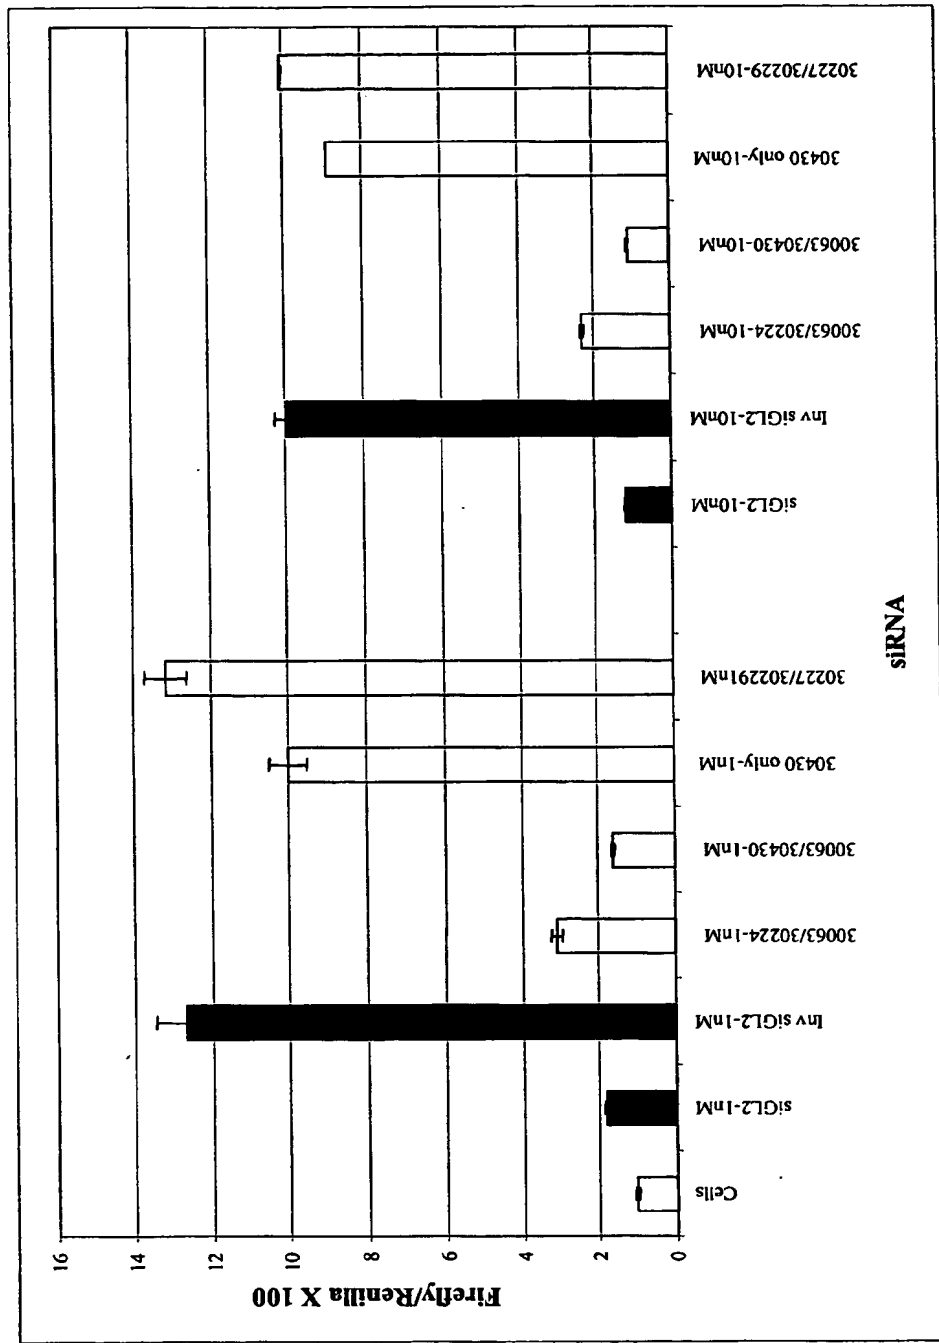 Firefly/Renilla X 100
16
14
12
10
8
6
4
2
0
Cells
siGL2-1nM
Inv siGL2-1nM
30063/30224-1nM
30063/30430-1nM
30430 only-1nM
30227/302291nM
siGL2-10nM
Inv siGL2-10nM
30063/30224-10nM
30063/30430-10nM
30430 only-10nM
30227/30229-10nM
siRNA